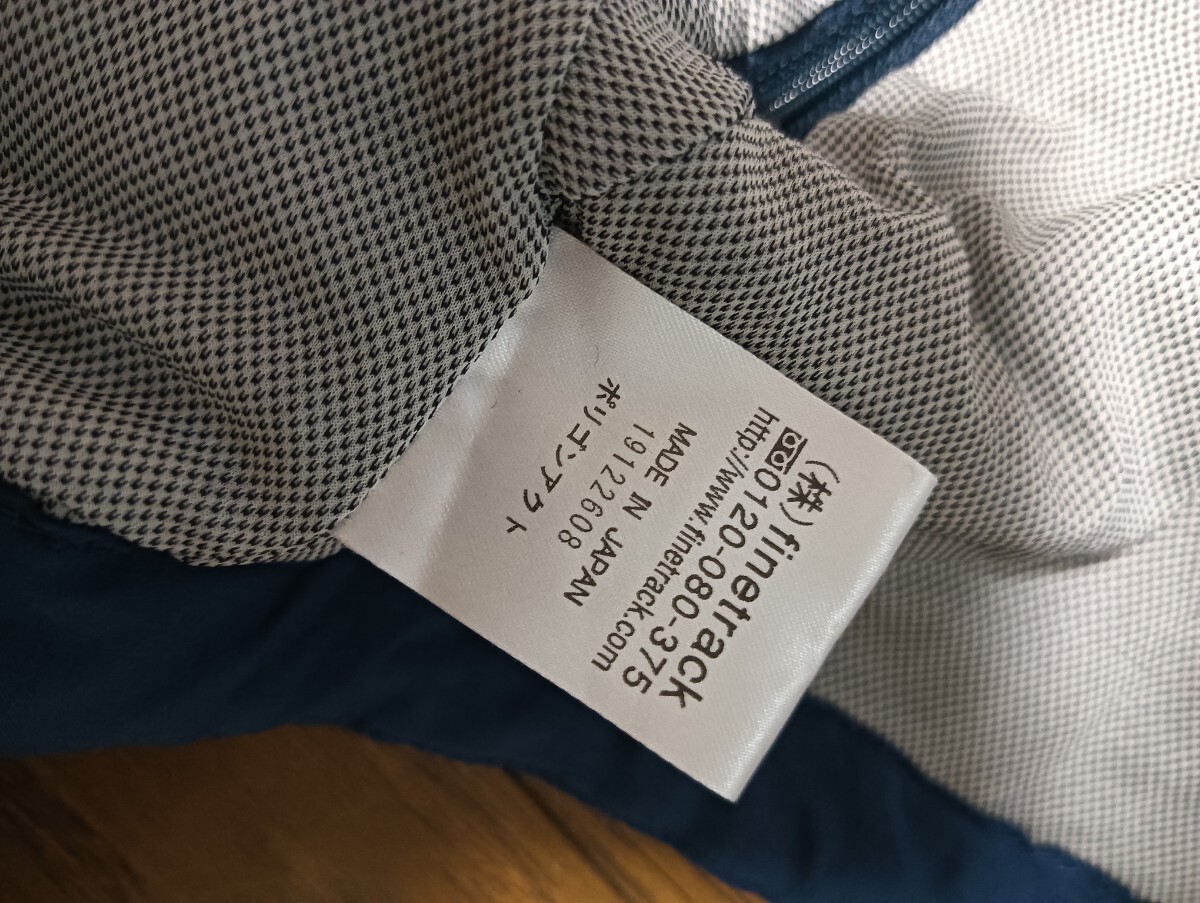 (株)finetrack
0120-080-375
http://www.finetrack.com
MADE IN JAPAN
19122608
ポリゴンアクト